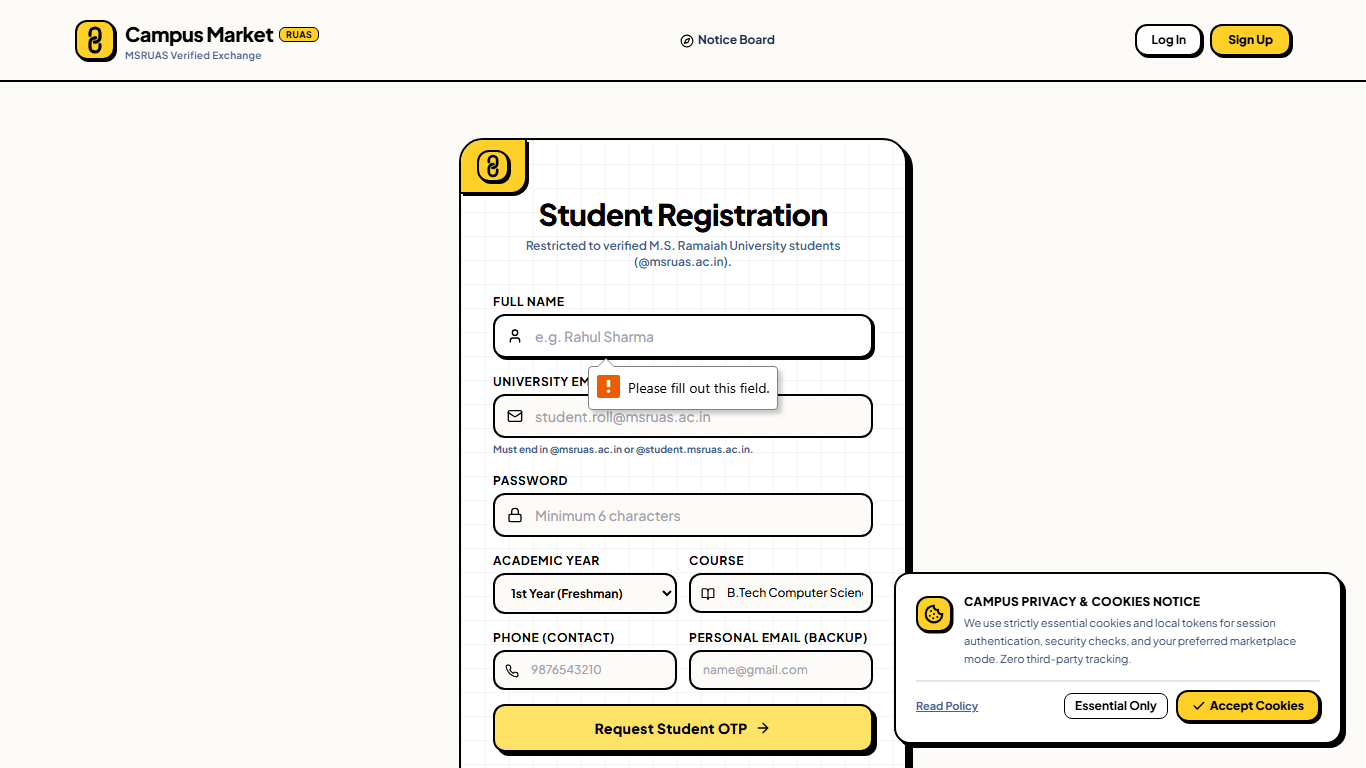 Campus Market RUAS
MSRUAS Verified Exchange
Notice Board
Log In
Sign Up
Student Registration
Restricted to verified M.S. Ramaiah University students
(@msruas.ac.in).
FULL NAME
e.g. Rahul Sharma
Please fill out this field.
UNIVERSITY EM
student.roll@msruas.ac.in
Must end in @msruas.ac.in or @student.msruas.ac.in.
PASSWORD
Minimum 6 characters
ACADEMIC YEAR
COURSE
1st Year (Freshman)
B.Tech Computer Scien
PHONE (CONTACT)
PERSONAL EMAIL (BACKUP)
9876543210
name@gmail.com
Request Student OTP →
CAMPUS PRIVACY & COOKIES NOTICE
We use strictly essential cookies and local tokens for session
authentication, security checks, and your preferred marketplace
mode. Zero third-party tracking.
Read Policy
Essential Only
Accept Cookies